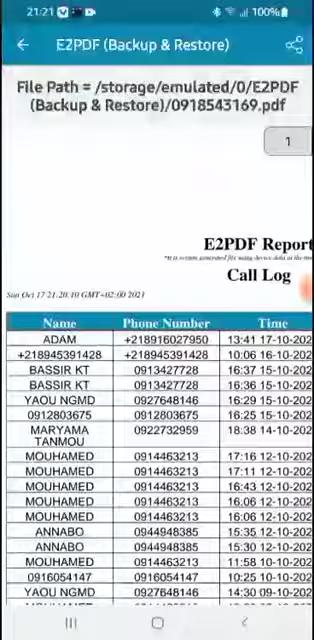 21:21 100%
E2PDF (Backup & Restore)
File Path = /storage/emulated/0/E2PDF
(Backup & Restore)/0918543169.pdf
1
E2PDF Report
Call Log
Sun Oct 17 21:20:10 GMT+02:00 2021
Name Phone Number Time
ADAM +218916027950 13:41 17-10-202
+218945391428 +218945391428 10:06 16-10-202
BASSIR KT 0913427728 16:37 15-10-202
BASSIR KT 0913427728 16:36 15-10-202
YAOU NGMD 0927648146 16:29 15-10-202
0912803675 0912803675 16:25 15-10-202
MARYAMA 0922732959 18:38 14-10-202
TANMOU
MOUHAMED 0914463213 17:16 12-10-202
MOUHAMED 0914463213 17:11 12-10-202
MOUHAMED 0914463213 16:43 12-10-202
MOUHAMED 0914463213 16:06 12-10-202
MOUHAMED 0914463213 16:06 12-10-202
ANNABO 0944948385 15:35 12-10-202
ANNABO 0944948385 15:30 12-10-202
MOUHAMED 0914463213 11:58 10-10-202
0916054147 0916054147 10:25 10-10-202
YAOU NGMD 0927648146 14:30 09-10-202